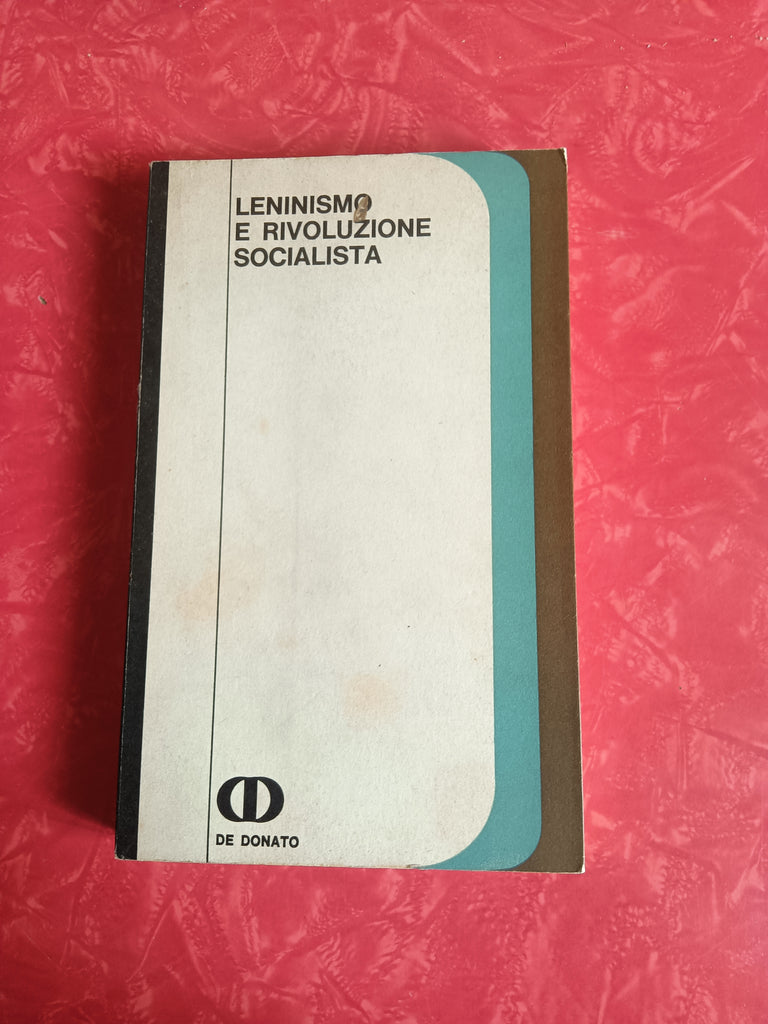 LENINISMO
E RIVOLUZIONE
SOCIALISTA
DE DONATO